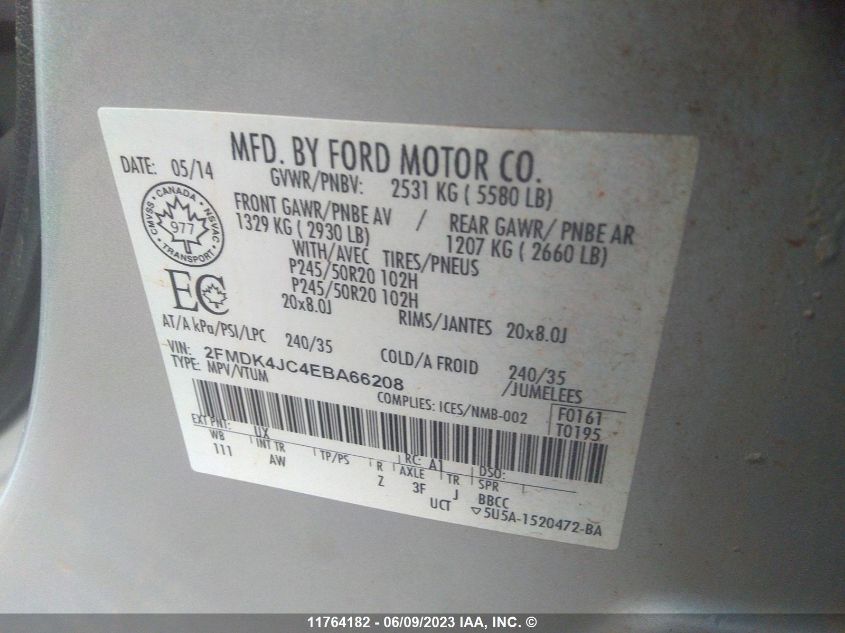 MFD. BY FORD MOTOR CO.
DATE: 05/14
GVWR/PNBV: 2531 KG ( 5580 LB)
FRONT GAWR/PNBE AV / REAR GAWR/ PNBE AR
1329 KG ( 2930 LB) 1207 KG ( 2660 LB)
CANADA
CMVSS NSVAC
977
TRANSPORT
WITH/AVEC TIRES/PNEUS
P245/50R20 102H
P245/50R20 102H
EC
20x8.0J RIMS/JANTES 20x8.0J
AT/A kPa/PSI/LPC 240/35 COLD/A FROID 240/35
VIN: 2FMDK4JC4EBA66208 /JUMELEES
TYPE: MPV/VTUM
COMPLIES: ICES/NMB-002 F0161
T0195
EXT PNT: UX RC: A1 DSO:
WB INT TR TP/PS R AXLE TR SPR
111 AW Z 3F J BBCC
UCT 5U5A-1520472-BA
11764182 - 06/09/2023 IAA, INC. ©